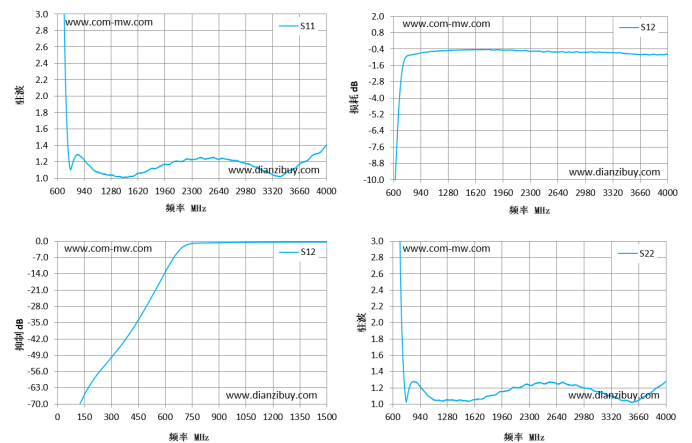 3.0
2.8
2.6
2.4
2.2
2.0
1.8
1.6
1.4
1.2
1.0
驻波
www.com-mw.com
S11
www.dianzibuy.com
600 940 1280 1620 1960 2300 2640 2980 3320 3660 4000
频率 MHz
2.0
0.8
-0.4
-1.6
-2.8
-4.0
-5.2
-6.4
-7.6
-8.8
-10.0
损耗 dB
www.com-mw.com
S12
www.dianzibuy.com
600 940 1280 1620 1960 2300 2640 2980 3320 3660 4000
频率 MHz
0.0
-7.0
-14.0
-21.0
-28.0
-35.0
-42.0
-49.0
-56.0
-63.0
-70.0
抑制 dB
www.com-mw.com
S12
www.dianzibuy.com
0 150 300 450 600 750 900 1050 1200 1350 1500
频率 MHz
3.0
2.8
2.6
2.4
2.2
2.0
1.8
1.6
1.4
1.2
1.0
驻波
www.com-mw.com
S22
www.dianzibuy.com
600 940 1280 1620 1960 2300 2640 2980 3320 3660 4000
频率 MHz